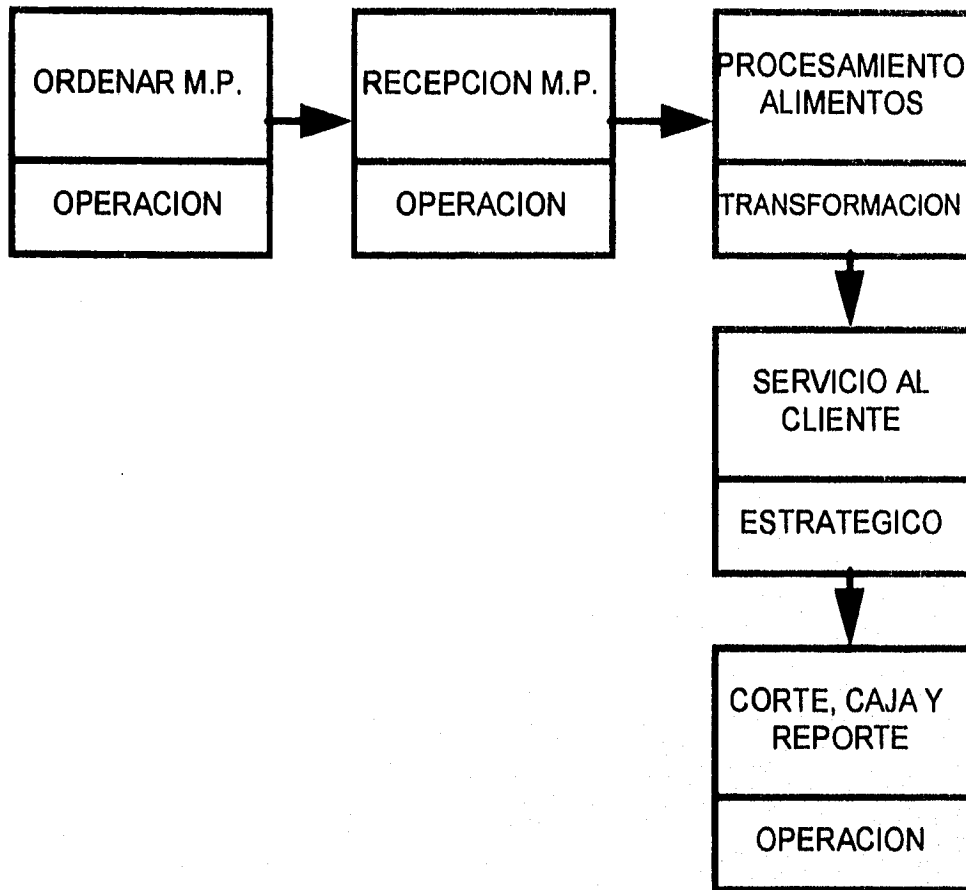 ORDENAR M.P.
OPERACION
RECEPCION M.P.
OPERACION
PROCESAMIENTO
ALIMENTOS
TRANSFORMACION
SERVICIO AL
CLIENTE
ESTRATEGICO
CORTE, CAJA Y
REPORTE
OPERACION